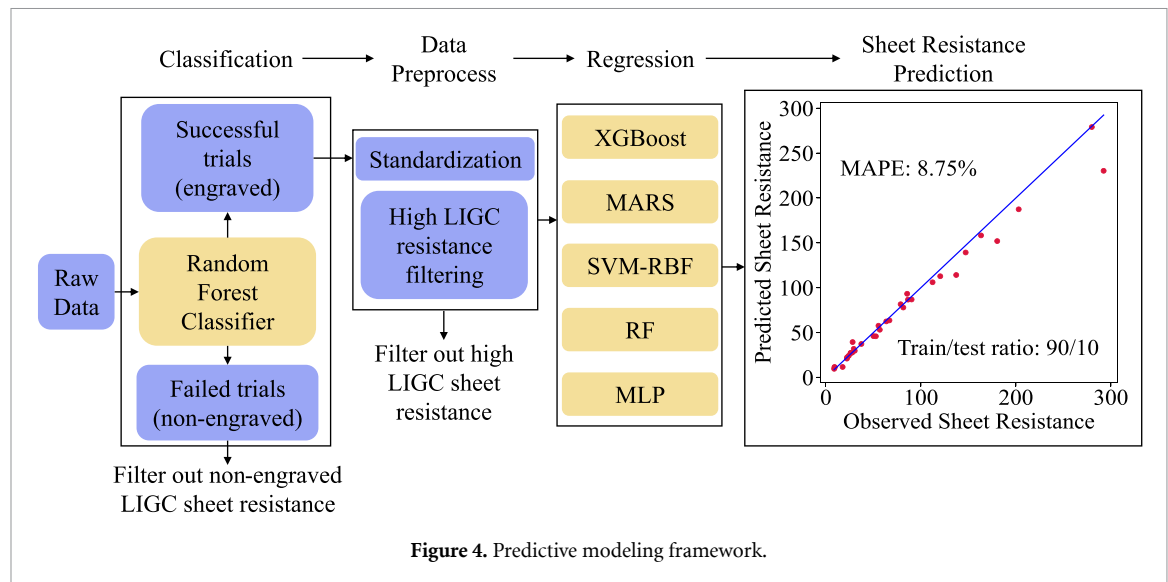 Classification
Data
Preprocess
Regression
Sheet Resistance
Prediction
Raw
Data
Successful
trials
(engraved)
Random
Forest
Classifier
Failed trials
(non-engraved)
Filter out non-engraved
LIGC sheet resistance
Standardization
High LIGC
resistance
filtering
Filter out high
LIGC sheet
resistance
XGBoost
MARS
SVM-RBF
RF
MLP
Predicted Sheet Resistance
300
250
200
150
100
50
0
MAPE: 8.75%
Train/test ratio: 90/10
0
100
200
300
Observed Sheet Resistance
Figure 4. Predictive modeling framework.